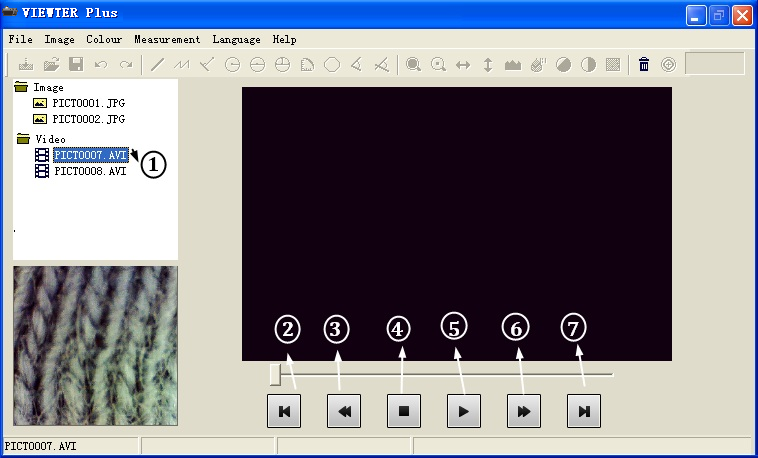 VIEWTER Plus
File Image Colour Measurement Language Help
Image
PICT0001.JPG
PICT0002.JPG
Video
PICT0007.AVI ①
PICT0008.AVI
② ③ ④ ⑤ ⑥ ⑦
PICT0007.AVI